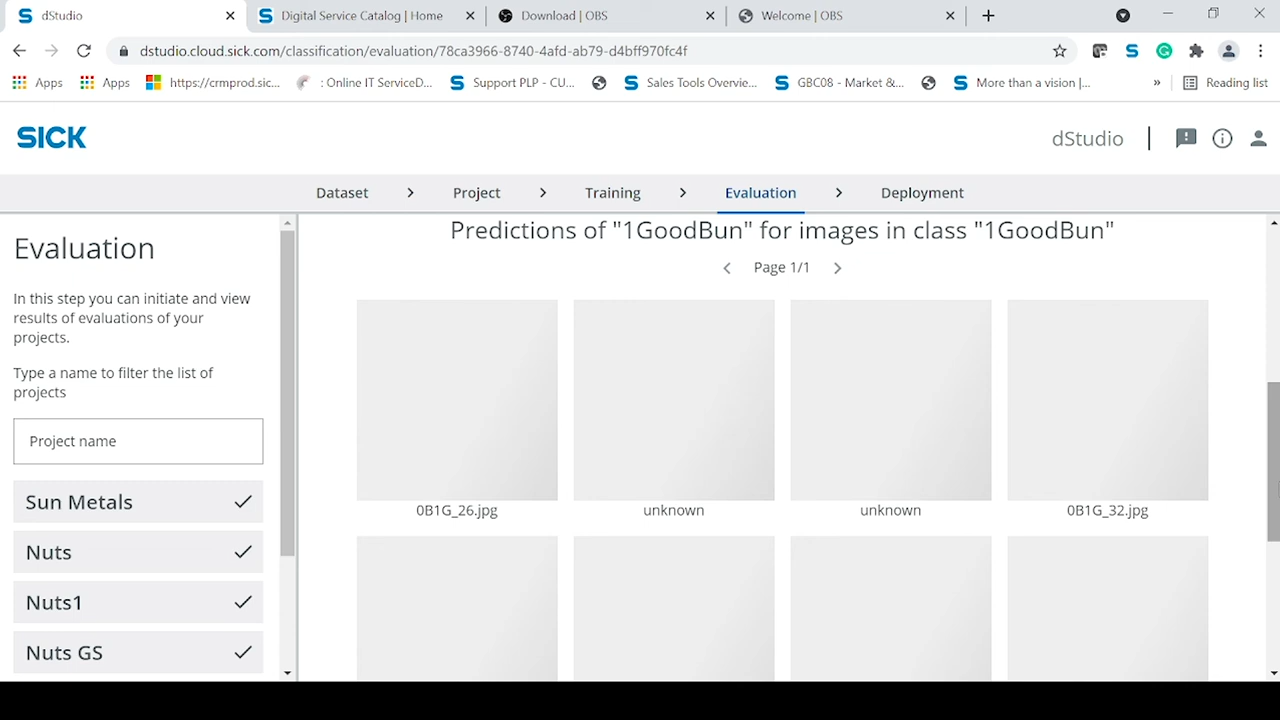 dStudio
Digital Service Catalog | Home
Download | OBS
Welcome | OBS
dstudio.cloud.sick.com/classification/evaluation/78ca3966-8740-4afd-ab79-d4bff970fc4f
Apps
Apps
https://crmprod.sic...
: Online IT ServiceD...
Support PLP - CU...
Sales Tools Overvie...
GBC08 - Market &...
More than a vision |...
»
Reading list
SICK
dStudio
Dataset
Project
Training
Evaluation
Deployment
Evaluation
In this step you can initiate and view
results of evaluations of your
projects.
Type a name to filter the list of
projects
Project name
Sun Metals
Nuts
Nuts1
Nuts GS
Predictions of "1GoodBun" for images in class "1GoodBun"
Page 1/1
0B1G_26.jpg
unknown
unknown
0B1G_32.jpg